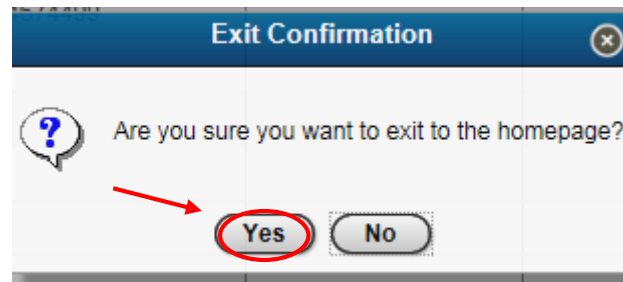 Exit Confirmation
?
Are you sure you want to exit to the homepage?
Yes No